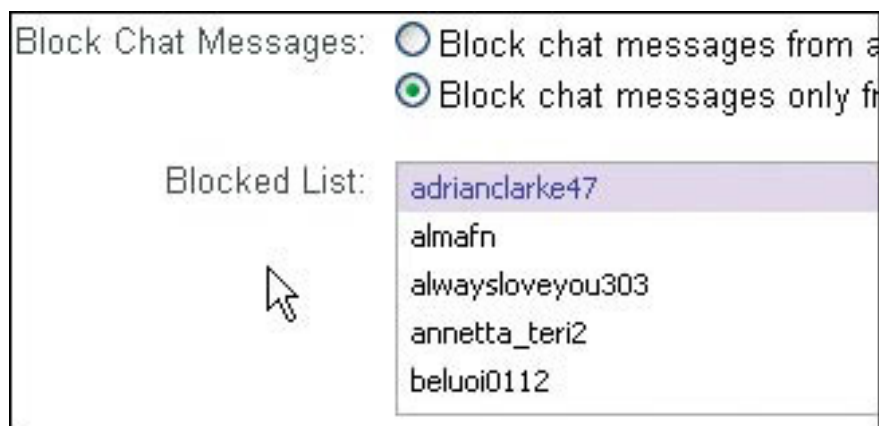 Block Chat Messages: Block chat messages from a
Block chat messages only fr
Blocked List: adrianclarke47
almafn
alwaysloveyou303
annetta_teri2
beluoi0112